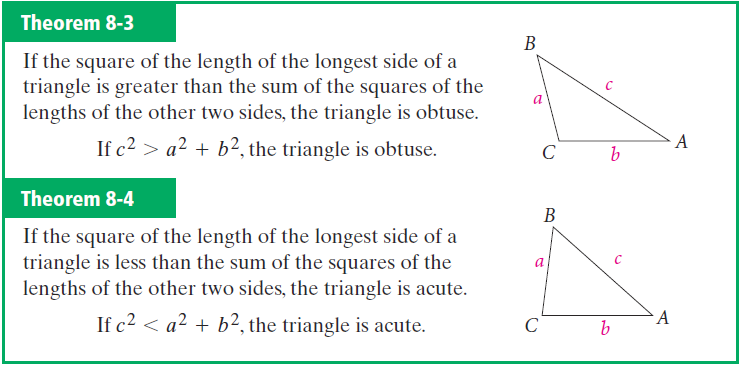 Theorem 8-3
If the square of the length of the longest side of a
triangle is greater than the sum of the squares of the
lengths of the other two sides, the triangle is obtuse.
If c² > a² + b², the triangle is obtuse.
B
a
c
C
b
A
Theorem 8-4
If the square of the length of the longest side of a
triangle is less than the sum of the squares of the
lengths of the other two sides, the triangle is acute.
If c² < a² + b², the triangle is acute.
B
a
c
C
b
A